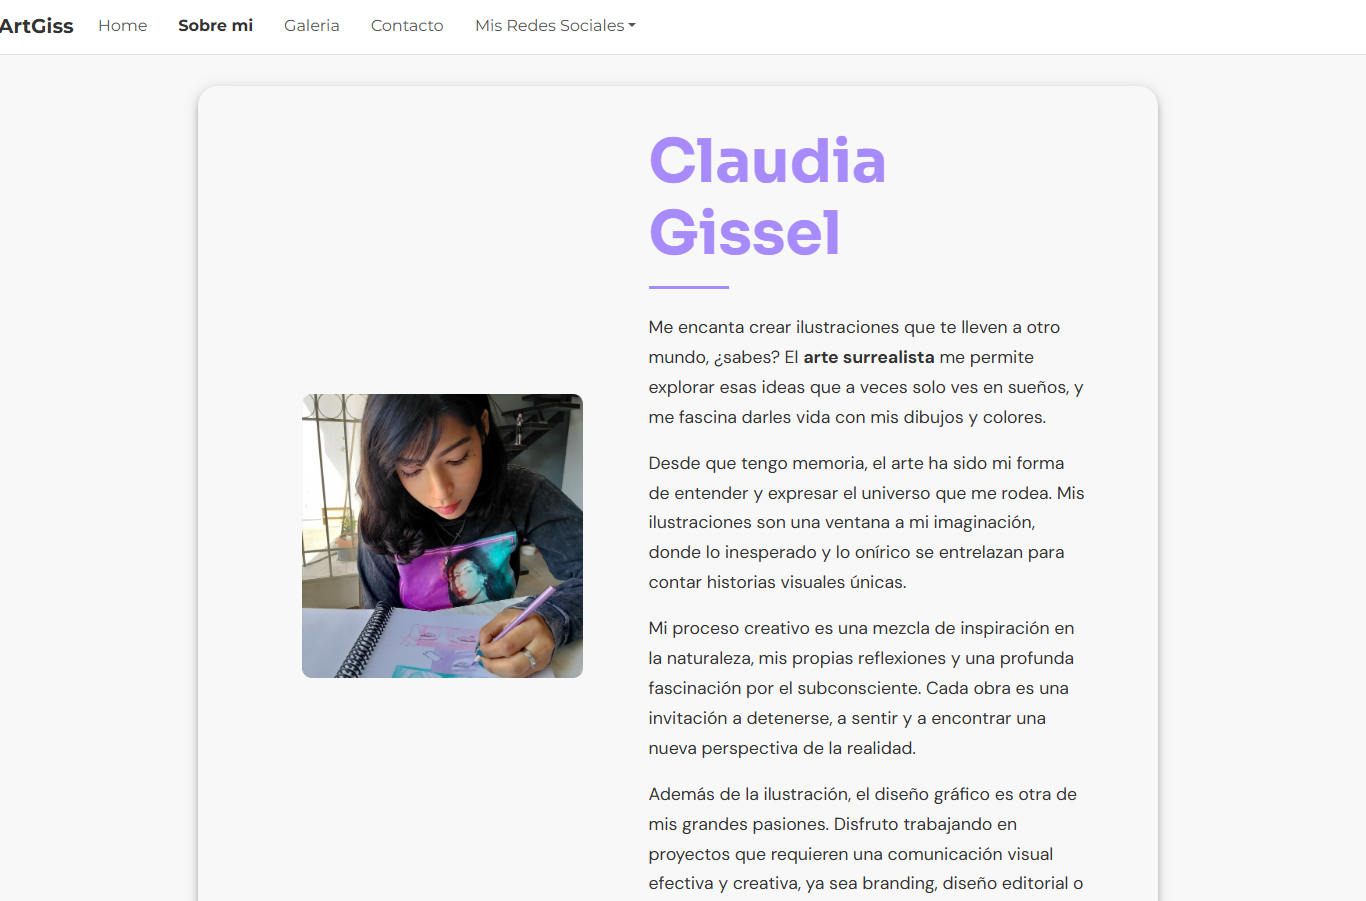 ArtGiss Home Sobre mi Galeria Contacto Mis Redes Sociales
Claudia
Gissel
Me encanta crear ilustraciones que te lleven a otro
mundo, ¿sabes? El arte surrealista me permite
explorar esas ideas que a veces solo ves en sueños, y
me fascina darles vida con mis dibujos y colores.
Desde que tengo memoria, el arte ha sido mi forma
de entender y expresar el universo que me rodea. Mis
ilustraciones son una ventana a mi imaginación,
donde lo inesperado y lo onírico se entrelazan para
contar historias visuales únicas.
Mi proceso creativo es una mezcla de inspiración en
la naturaleza, mis propias reflexiones y una profunda
fascinación por el subconsciente. Cada obra es una
invitación a detenerse, a sentir y a encontrar una
nueva perspectiva de la realidad.
Además de la ilustración, el diseño gráfico es otra de
mis grandes pasiones. Disfruto trabajando en
proyectos que requieren una comunicación visual
efectiva y creativa, ya sea branding, diseño editorial o